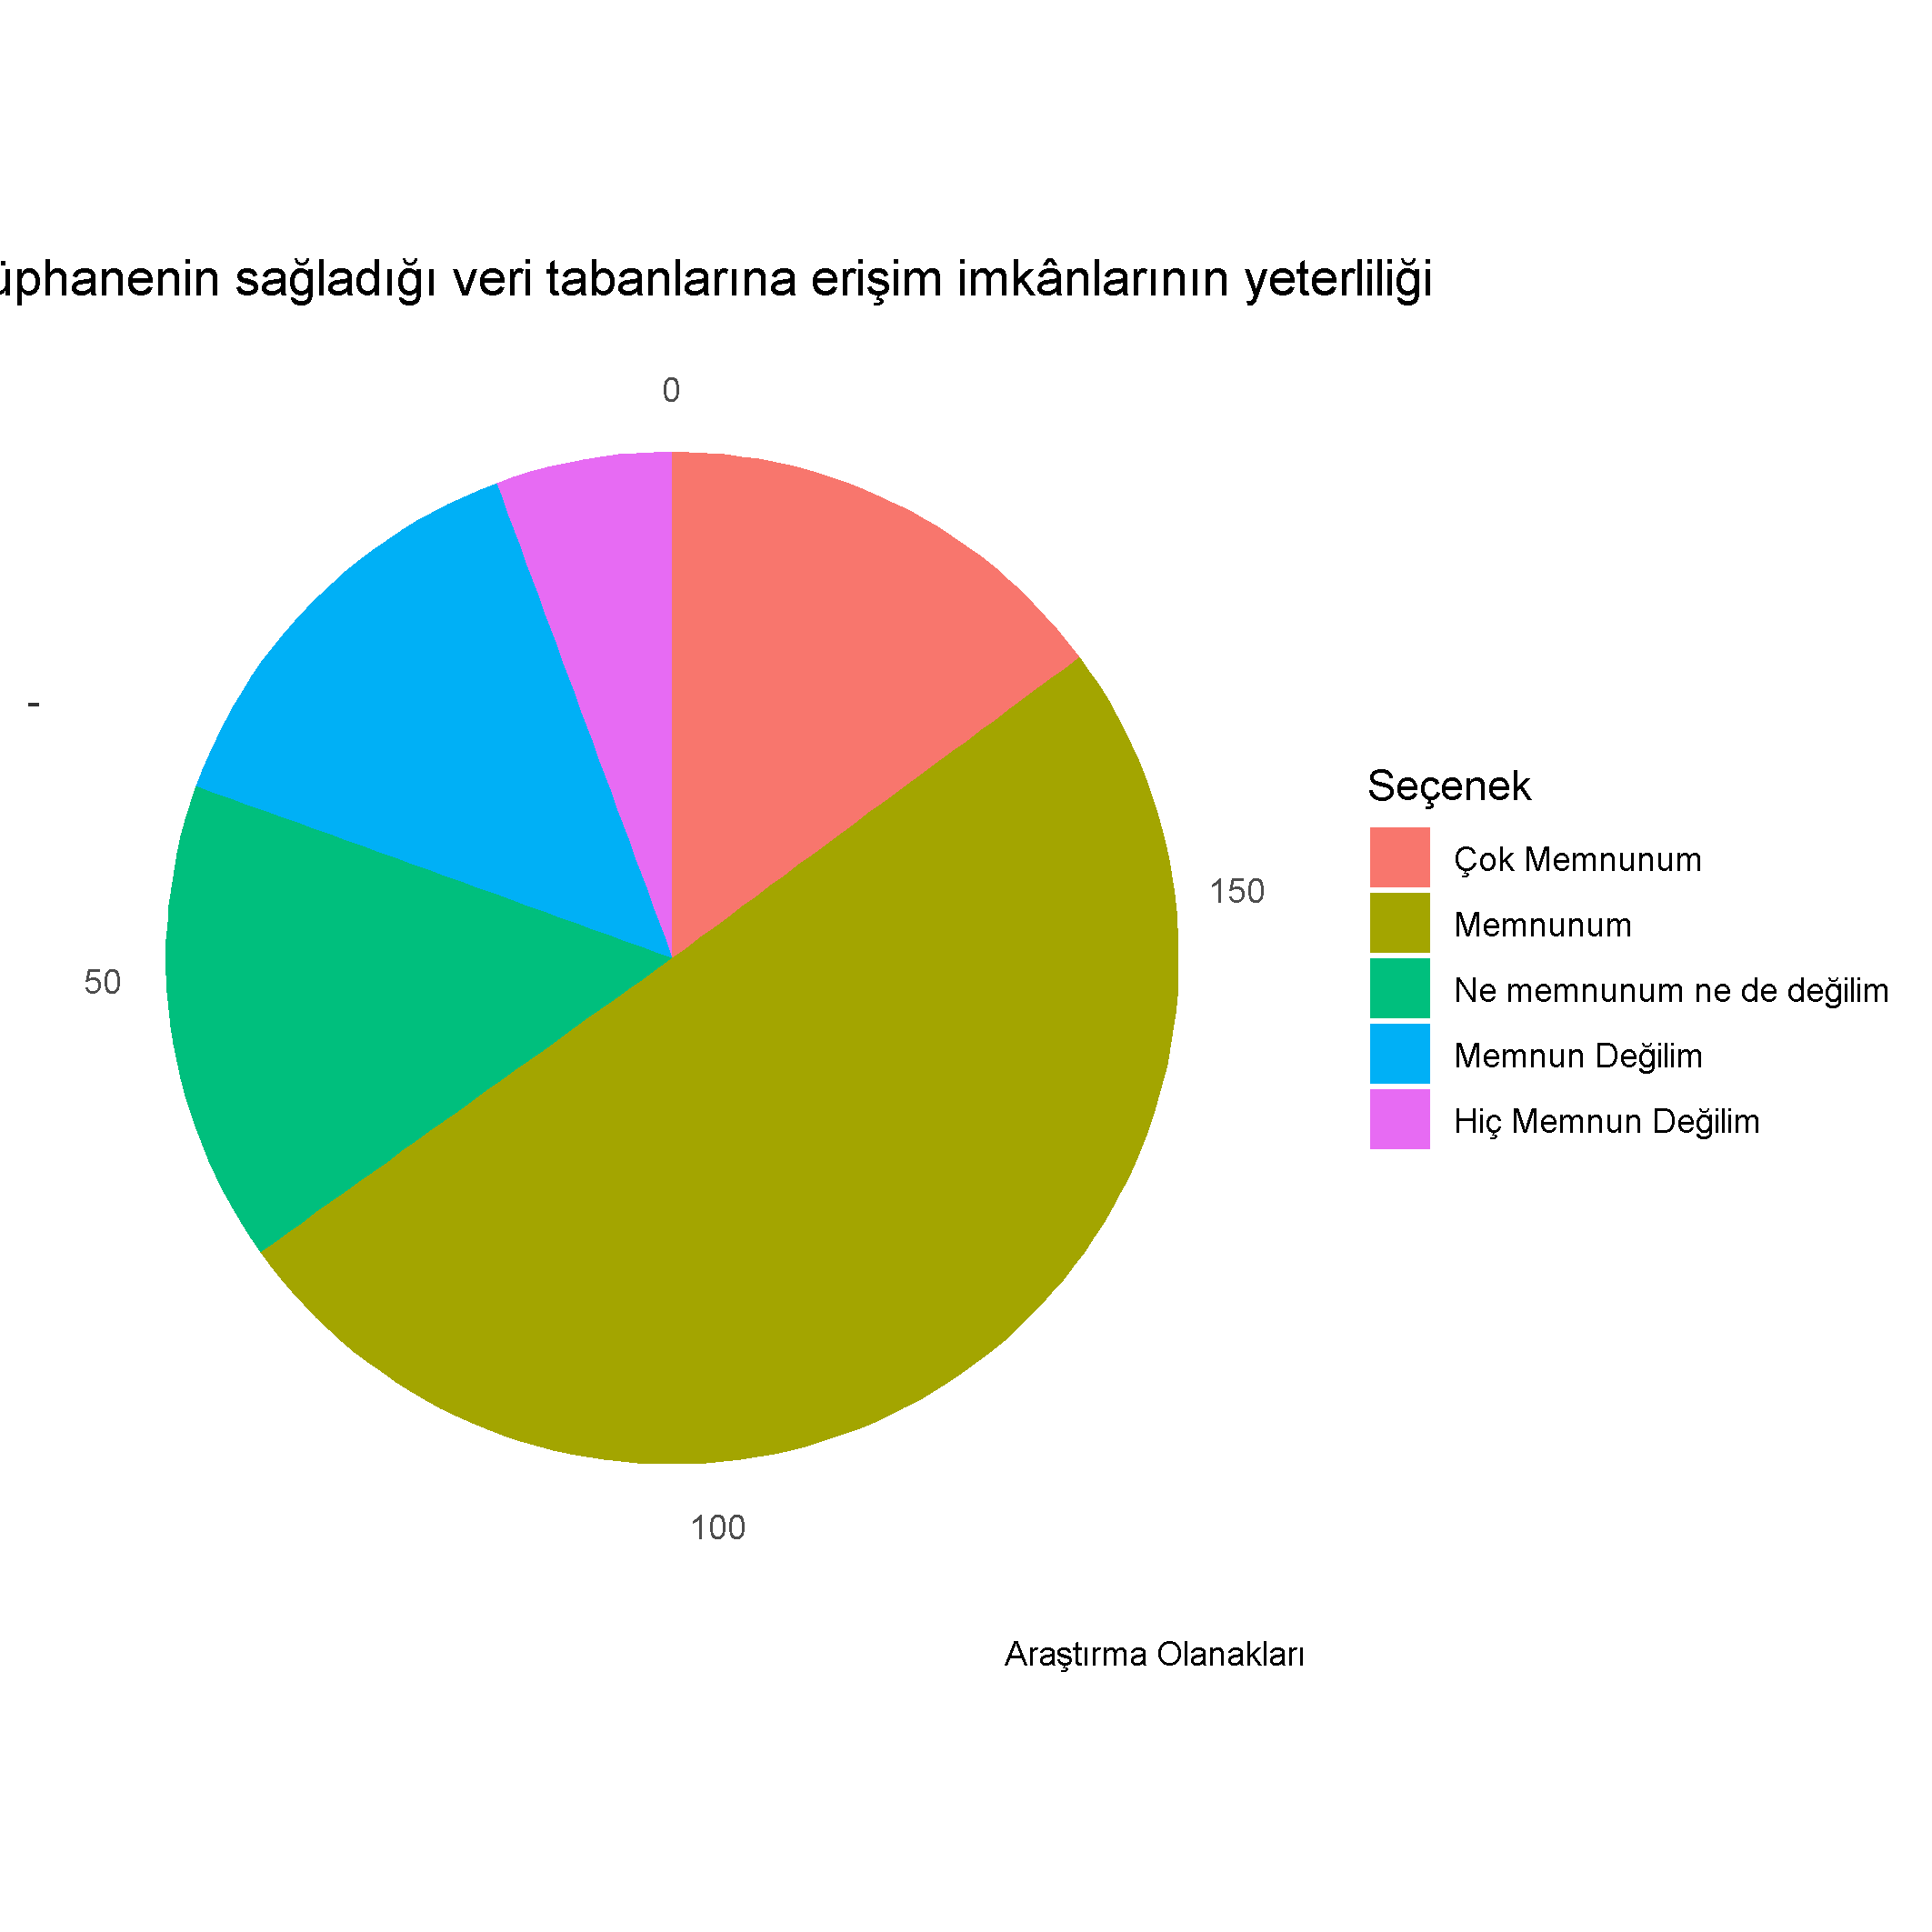 sağladığı veri tabanlarına erişim imkânlarının yeterliliği
0
-
150
50
100
Seçenek
Çok Memnunum
Memnunum
Ne memnunum ne de değilim
Memnun Değilim
Hiç Memnun Değilim
Araştırma Olanakları